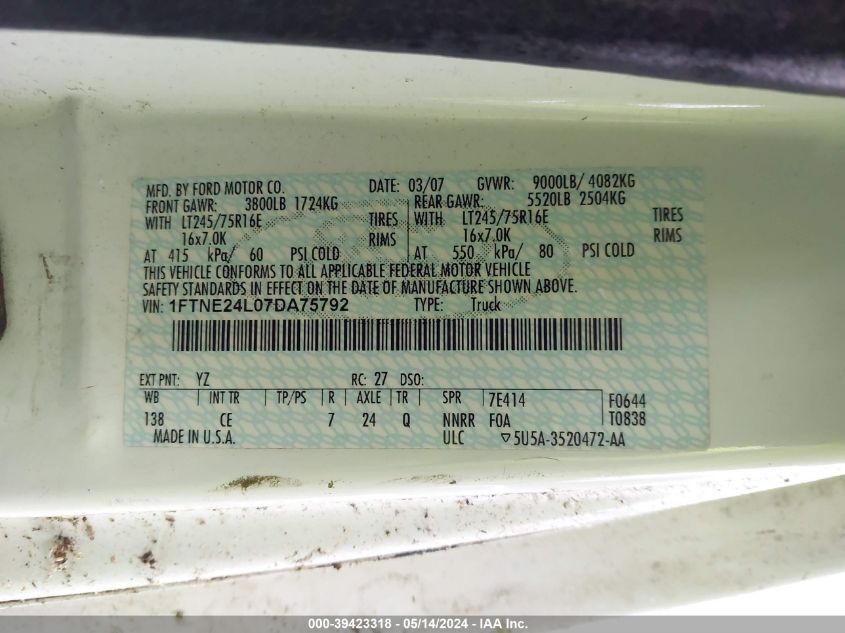 MFD. BY FORD MOTOR CO. DATE: 03/07 GVWR: 9000LB/ 4082KG
FRONT GAWR: 3800LB 1724KG REAR GAWR: 5520LB 2504KG
WITH LT245/75R16E TIRES WITH LT245/75R16E TIRES
16x7.0K RIMS 16x7.0K RIMS
AT 415 kPa/ 60 PSI COLD AT 550 kPa/ 80 PSI COLD
THIS VEHICLE CONFORMS TO ALL APPLICABLE FEDERAL MOTOR VEHICLE
SAFETY STANDARDS IN EFFECT ON THE DATE OF MANUFACTURE SHOWN ABOVE.
VIN: 1FTNE24L07DA75792 TYPE: Truck
EXT PNT: YZ RC: 27 DSO:
WB INT TR TP/PS R AXLE TR SPR 7E414 F0644
138 CE 7 24 Q NNRR F0A T0838
MADE IN U.S.A. ULC ▽5U5A-3520472-AA
000-39423318 - 05/14/2024 - IAA Inc.